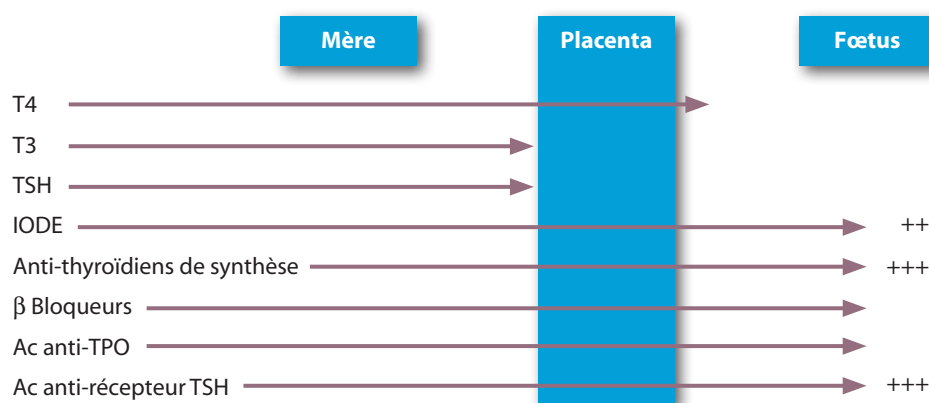 Mère Placenta Fœtus
T4
T3
TSH
IODE ++
Anti-thyroïdiens de synthèse +++
β Bloqueurs
Ac anti-TPO
Ac anti-récepteur TSH +++